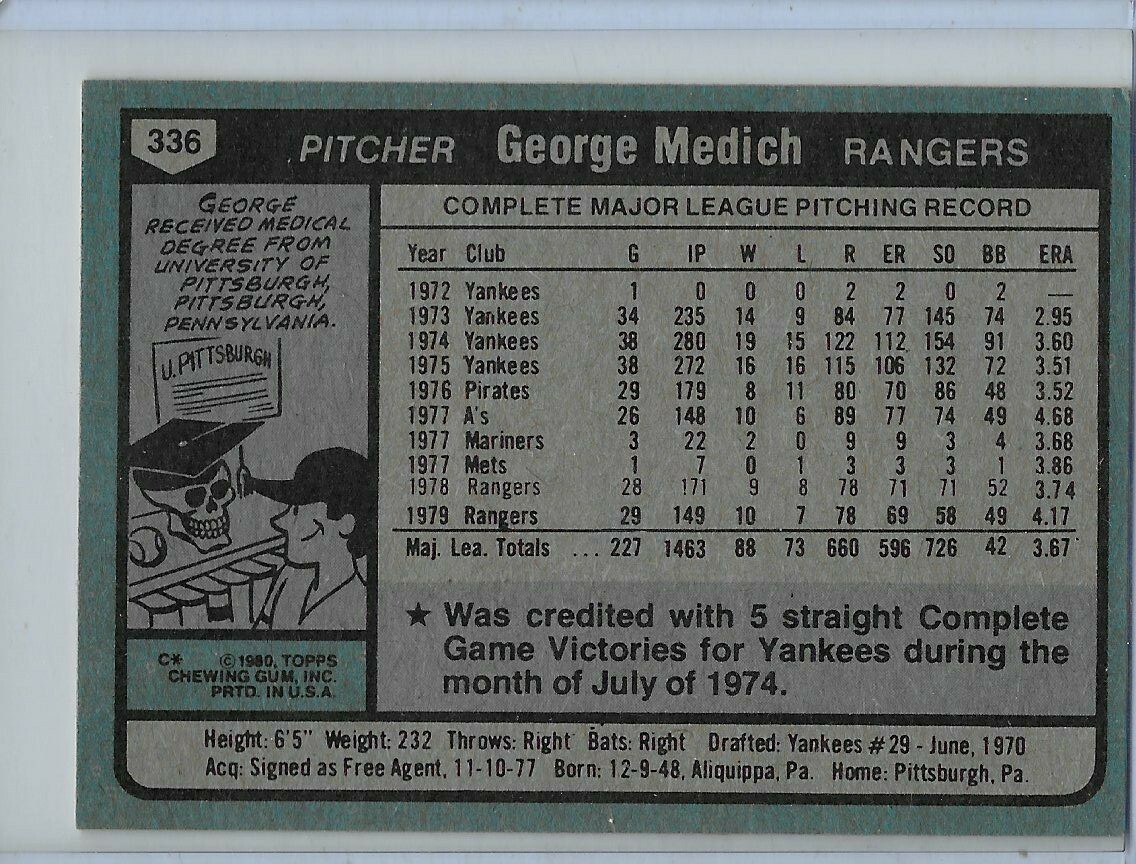 336 PITCHER George Medich RANGERS
GEORGE
RECEIVED MEDICAL
DEGREE FROM
UNIVERSITY OF
PITTSBURGH,
PITTSBURGH,
PENNSYLVANIA.
U. PITTSBURGH
COMPLETE MAJOR LEAGUE PITCHING RECORD
Year Club G IP W L R ER SO BB ERA
1972 Yankees 1 0 0 0 2 2 0 2 —
1973 Yankees 34 235 14 9 84 77 145 74 2.95
1974 Yankees 38 280 19 15 122 112 154 91 3.60
1975 Yankees 38 272 16 16 115 106 132 72 3.51
1976 Pirates 29 179 8 11 80 70 86 48 3.52
1977 A's 26 148 10 6 89 77 74 49 4.68
1977 Mariners 3 22 2 0 9 9 3 4 3.68
1977 Mets 1 7 0 1 3 3 3 1 3.86
1978 Rangers 28 171 9 8 78 71 71 52 3.74
1979 Rangers 29 149 10 7 78 69 58 49 4.17
Maj. Lea. Totals ... 227 1463 88 73 660 596 726 42 3.67
★ Was credited with 5 straight Complete
Game Victories for Yankees during the
month of July of 1974.
C* © 1980, TOPPS
CHEWING GUM, INC.
PRTD. IN U.S.A.
Height: 6'5" Weight: 232 Throws: Right Bats: Right Drafted: Yankees #29 - June, 1970
Acq: Signed as Free Agent, 11-10-77 Born: 12-9-48, Aliquippa, Pa. Home: Pittsburgh, Pa.